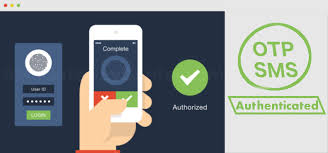 User ID
LOGIN
Complete
Authorized
OTP
SMS
Authenticated